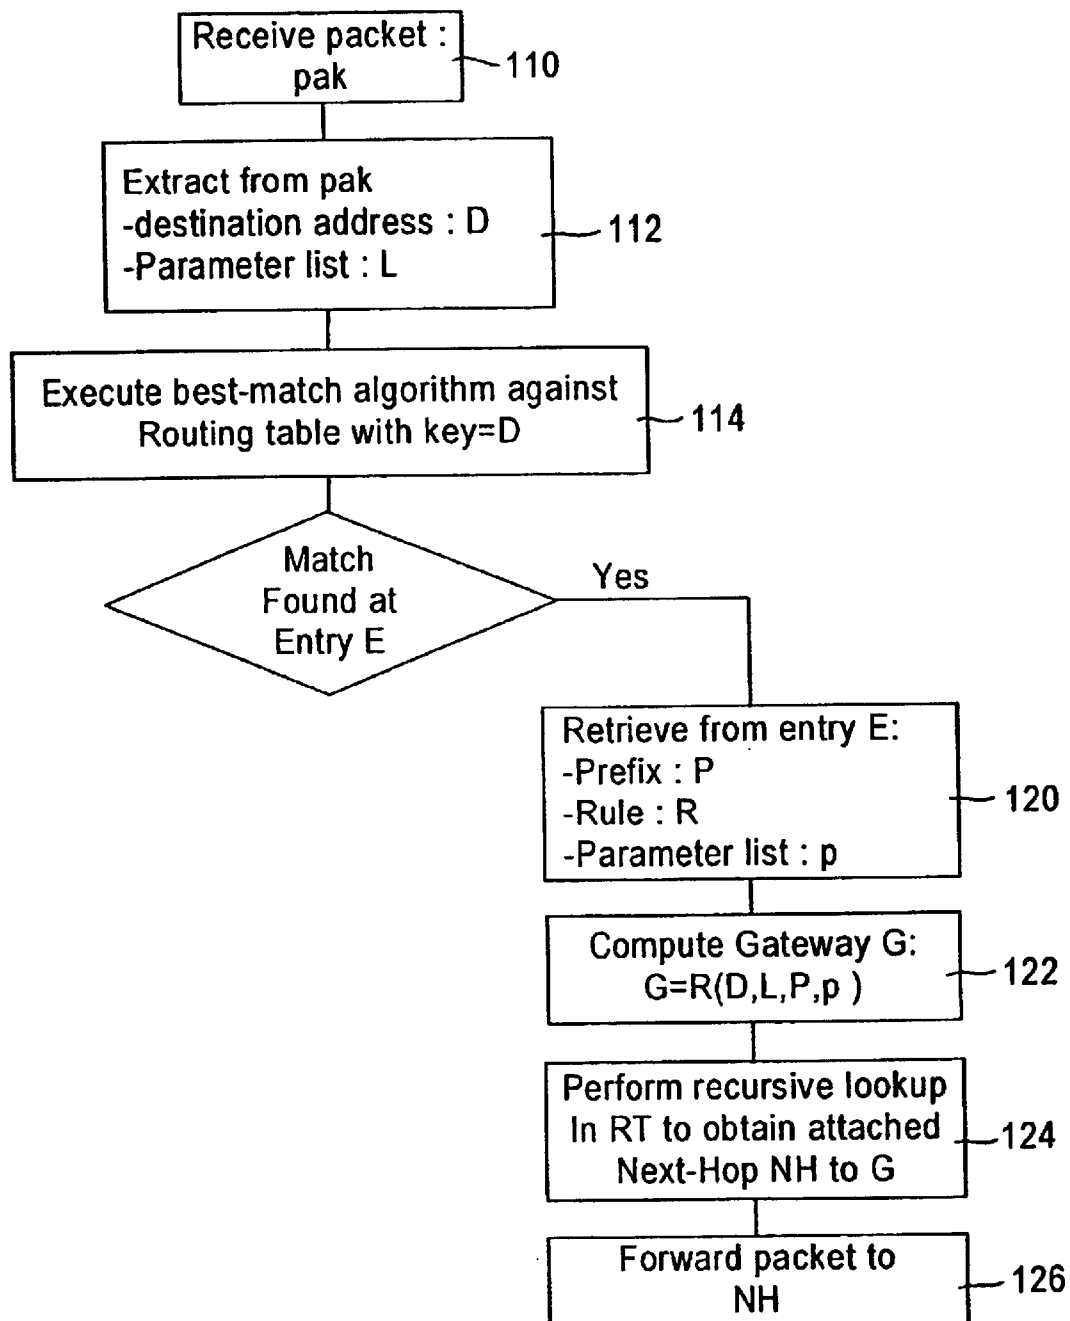 Receive packet :
pak
110
Extract from pak
-destination address : D
-Parameter list : L
112
Execute best-match algorithm against
Routing table with key=D
114
Match
Found at
Entry E
Yes
Retrieve from entry E:
-Prefix : P
-Rule : R
-Parameter list : p
120
Compute Gateway G:
G=R(D,L,P,p )
122
Perform recursive lookup
In RT to obtain attached
Next-Hop NH to G
124
Forward packet to
NH
126